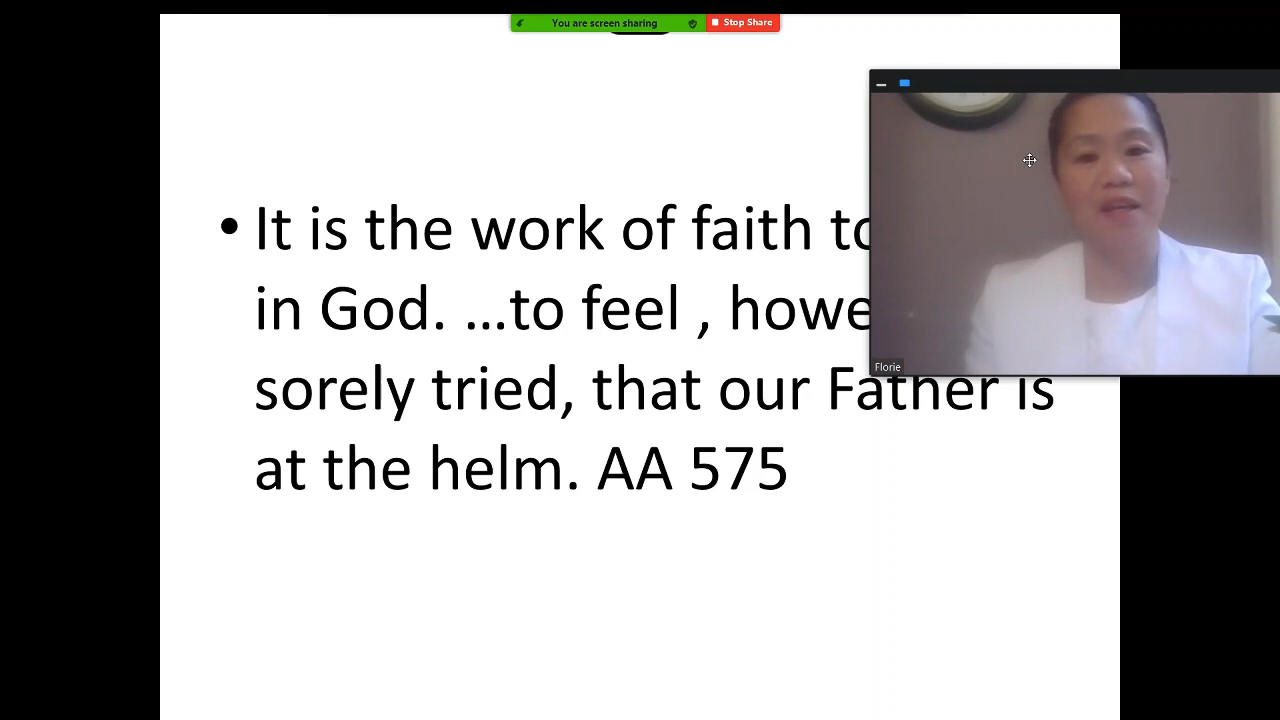 You are screen sharing
Stop Share
• It is the work of faith
in God. ...to feel , howe
sorely tried, that our Father is
at the helm. AA 575
Florie